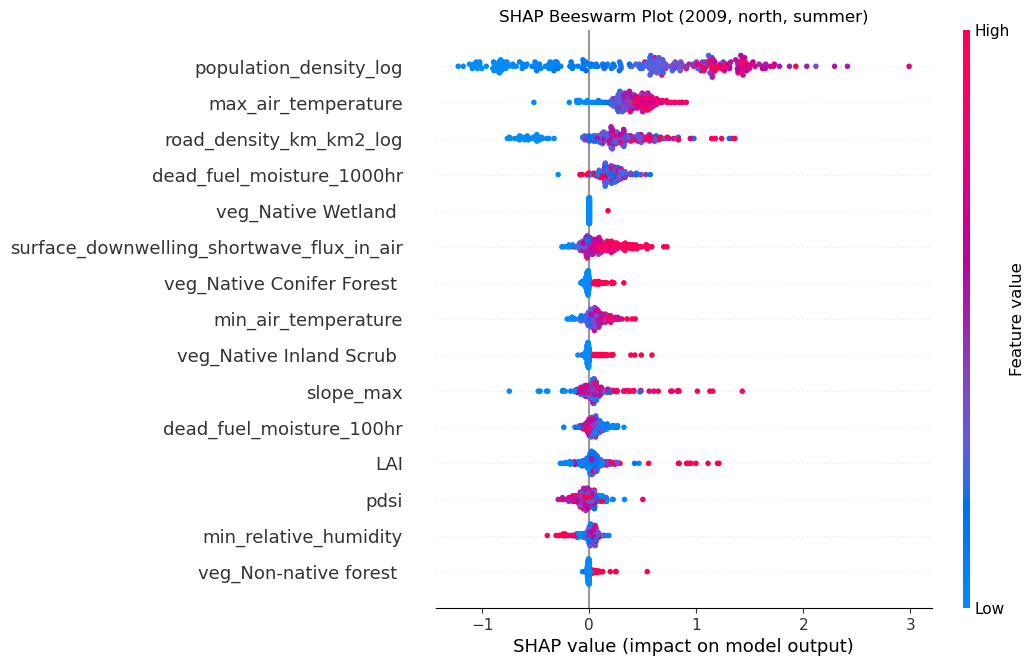 SHAP Beeswarm Plot (2009, north, summer)
High
population_density_log
max_air_temperature
road_density_km_km2_log
dead_fuel_moisture_1000hr
veg_Native Wetland
surface_downwelling_shortwave_flux_in_air
veg_Native Conifer Forest
min_air_temperature
veg_Native Inland Scrub
slope_max
dead_fuel_moisture_100hr
LAI
pdsi
min_relative_humidity
veg_Non-native forest
Feature value
Low
−1 0 1 2 3
SHAP value (impact on model output)